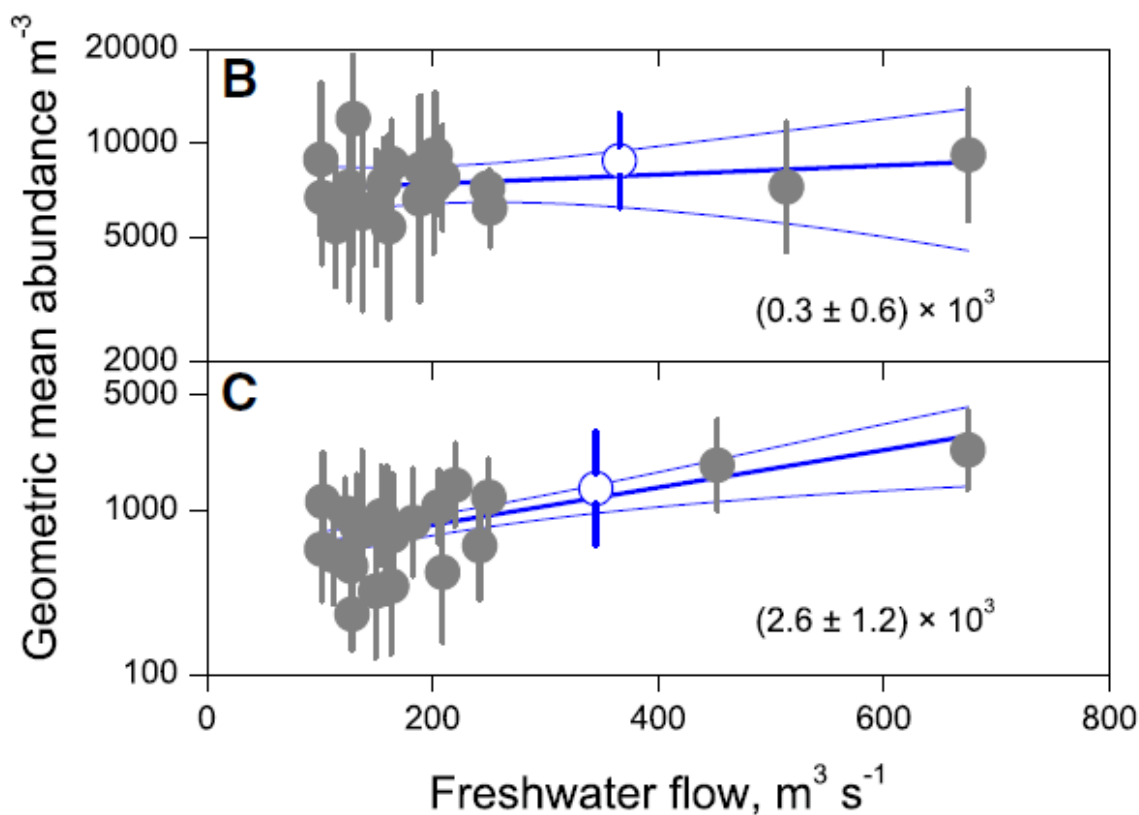 Geometric mean abundance m⁻³
20000
B
10000
5000
(0.3 ± 0.6) × 10³
2000
5000
C
1000
(2.6 ± 1.2) × 10³
100
0 200 400 600 800
Freshwater flow, m³ s⁻¹